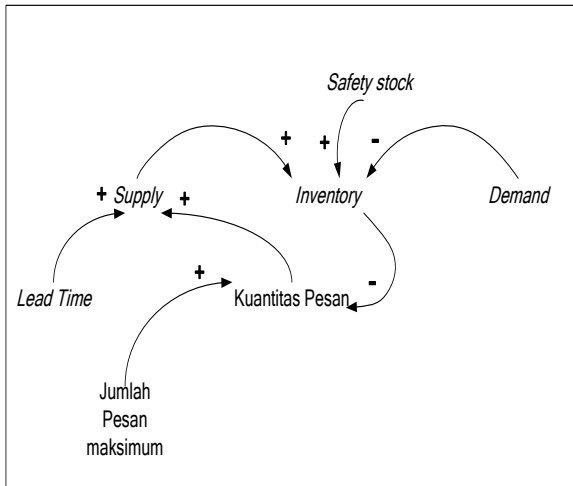 Safety stock
+
+
-
+
Supply
+
Inventory
Demand
+
-
Lead Time
Kuantitas Pesan
Jumlah
Pesan
maksimum